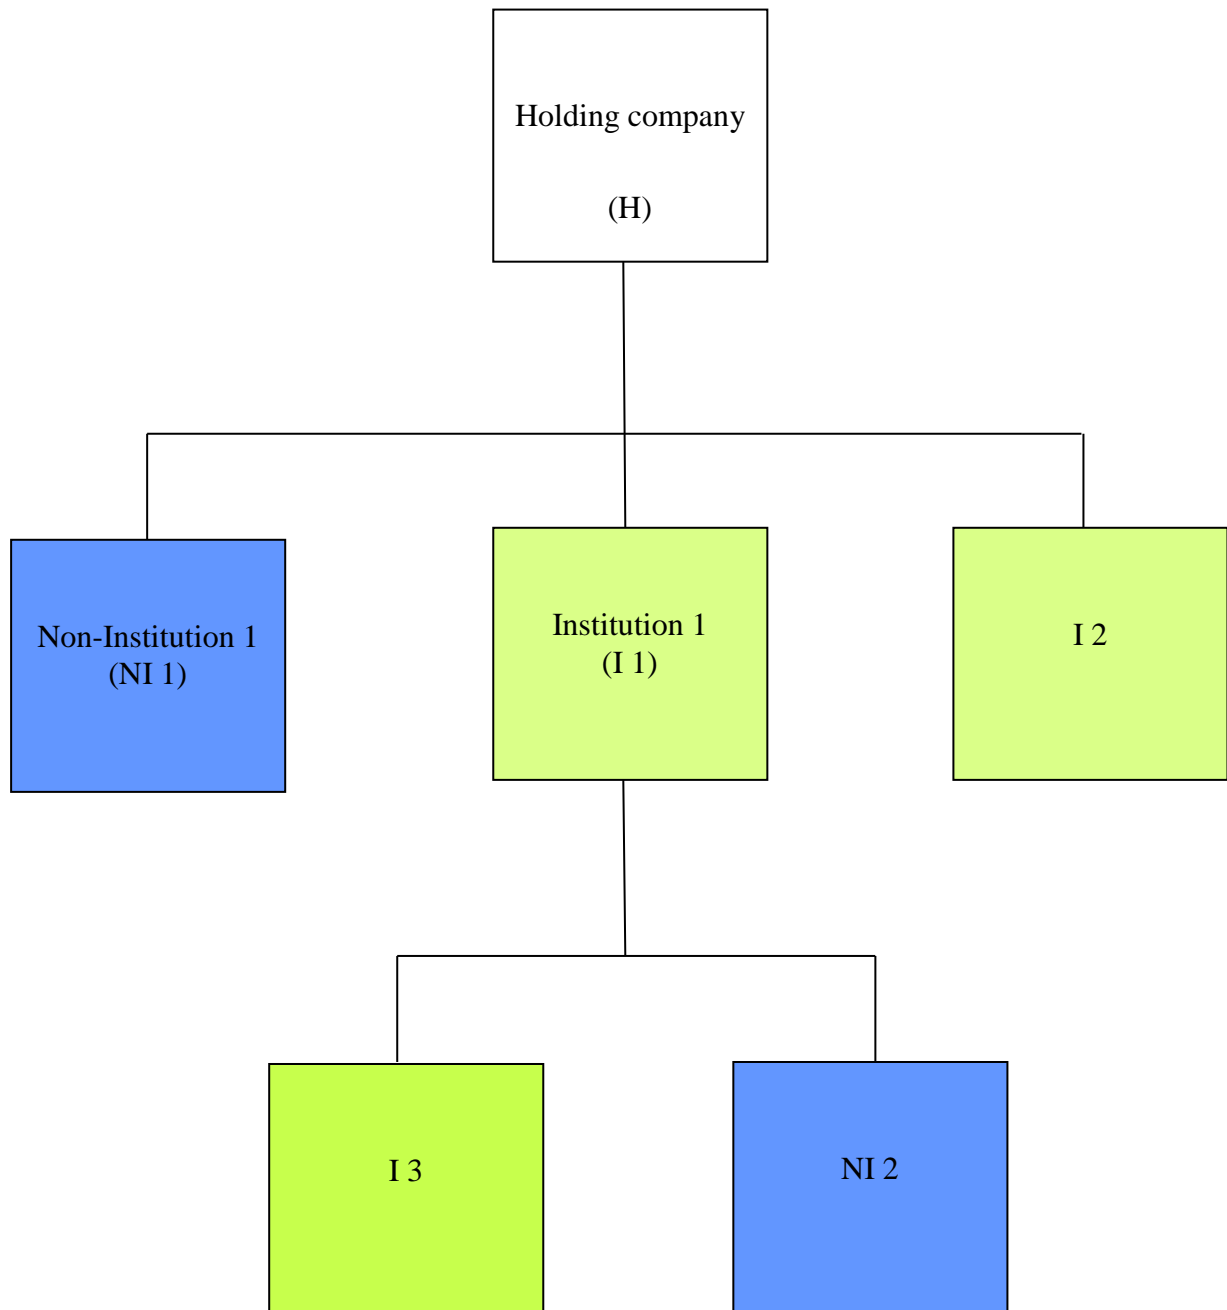 Holding company
(H)
Non-Institution 1
(NI 1)
Institution 1
(I 1)
I 2
I 3
NI 2